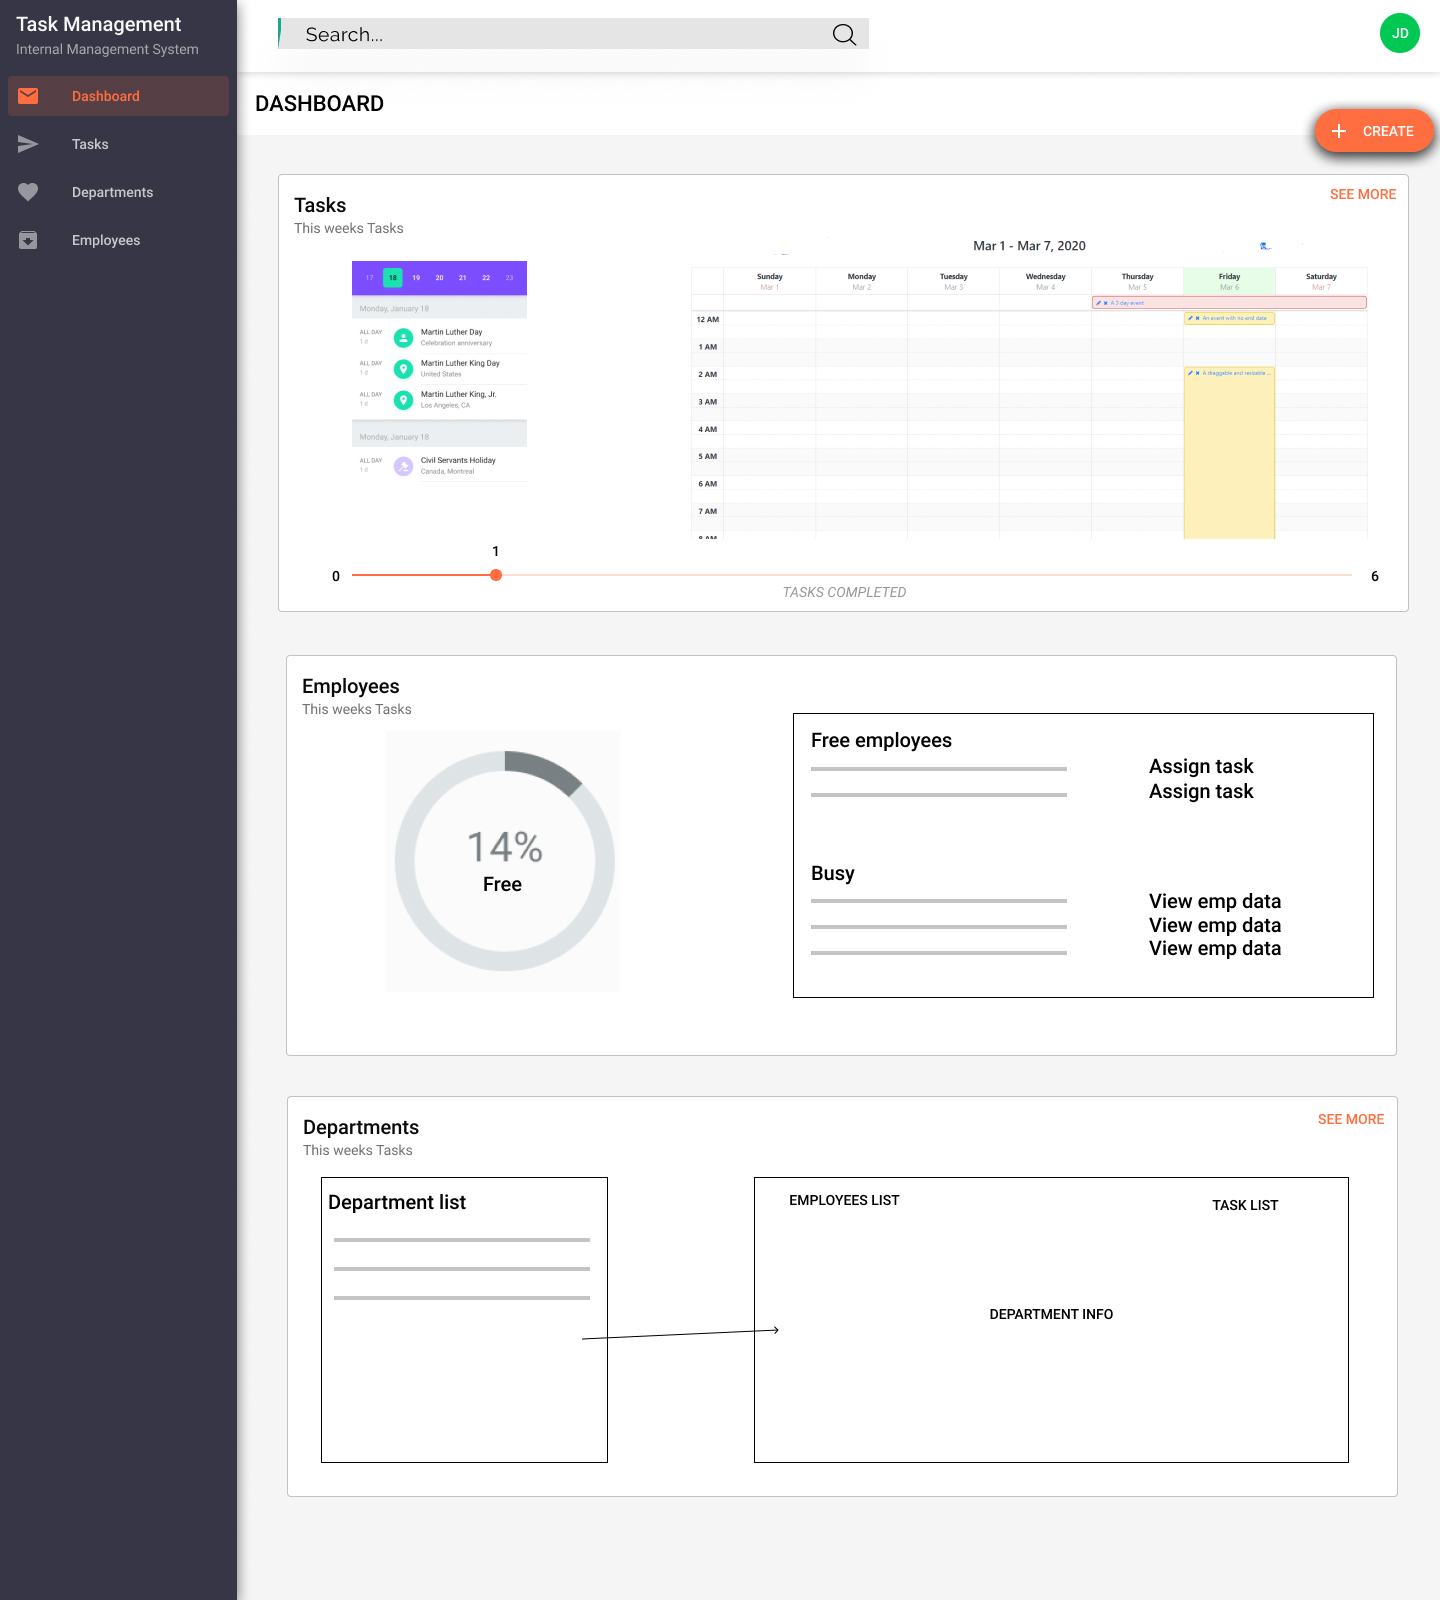 Task Management
Internal Management System
Dashboard
Tasks
Departments
Employees
Search...
JD
DASHBOARD
CREATE
Tasks
This weeks Tasks
SEE MORE
17 18 19 20 21 22 23
Monday, January 18
ALL DAY
1 d
Martin Luther Day
Celebration anniversary
ALL DAY
1 d
Martin Luther King Day
United States
ALL DAY
1 d
Martin Luther King, Jr.
Los Angeles, CA
Monday, January 18
ALL DAY
1 d
Civil Servants Holiday
Canada, Montreal
Mar 1 - Mar 7, 2020
Sunday Monday Tuesday Wednesday Thursday Friday Saturday
Mar 1 Mar 2 Mar 3 Mar 4 Mar 5 Mar 6 Mar 7
A 3 day event
12 AM
An event with no end date
1 AM
2 AM
A draggable and resizable ...
3 AM
4 AM
5 AM
6 AM
7 AM
8 AM
1
0
6
TASKS COMPLETED
Employees
This weeks Tasks
14%
Free
Free employees
Assign task
Assign task
Busy
View emp data
View emp data
View emp data
Departments
This weeks Tasks
SEE MORE
Department list
EMPLOYEES LIST
TASK LIST
DEPARTMENT INFO